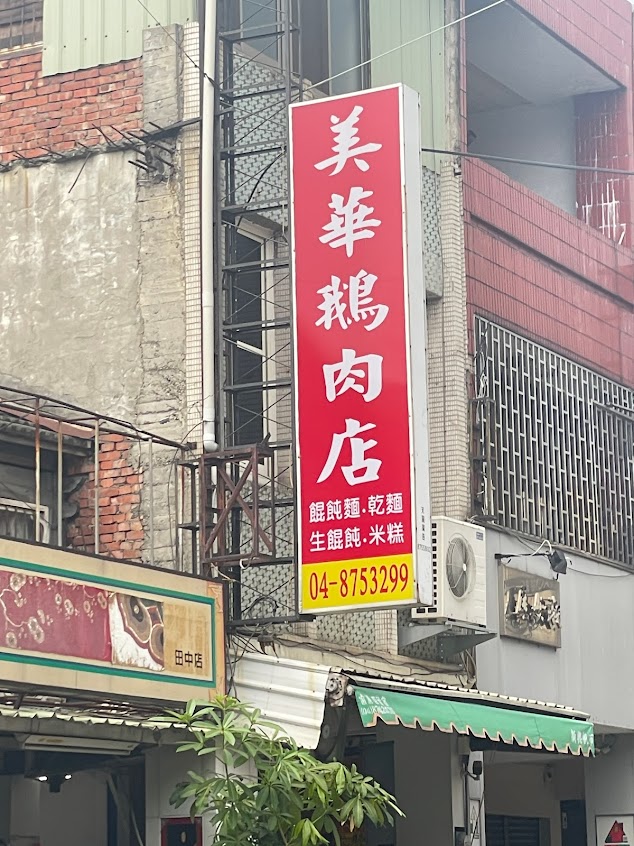 美華鵝肉店
餛飩麵.乾麵
生餛飩.米糕
04-8753299
田中店